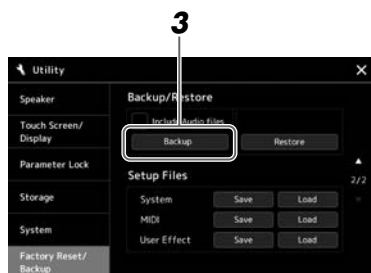 3
Utility ×
Speaker
Touch Screen/
Display
Parameter Lock
Storage
System
Factory Reset/
Backup
Backup/Restore
Include Audio files
Backup Restore
Setup Files
System Save Load
MIDI Save Load
User Effect Save Load
2/2